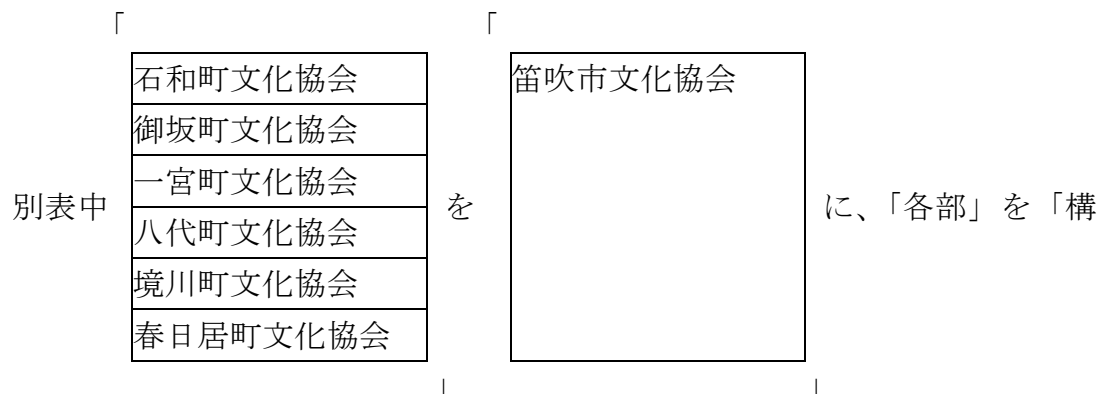 「 「
石和町文化協会 笛吹市文化協会
御坂町文化協会
一宮町文化協会
別表中 を に、「各部」を「構
八代町文化協会
境川町文化協会
春日居町文化協会
」 」